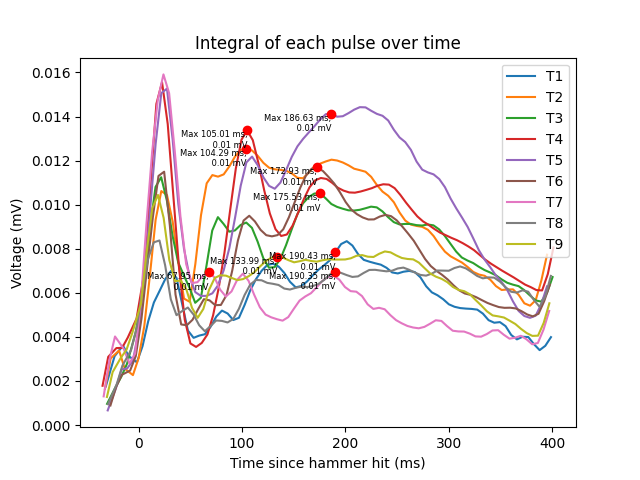 Integral of each pulse over time
Voltage (mV)
0.016
0.014
0.012
0.010
0.008
0.006
0.004
0.002
0.000
Max 186.63 ms,
0.01 mV
Max 105.01 ms,
0.01 mV
Max 104.29 ms,
0.01 mV
Max 172.93 ms,
0.01 mV
Max 175.53 ms,
0.01 mV
Max 190.43 ms,
0.01 mV
Max 133.99 ms,
0.01 mV
Max 190.35 ms,
0.01 mV
Max 67.95 ms,
0.01 mV
T1
T2
T3
T4
T5
T6
T7
T8
T9
0
100
200
300
400
Time since hammer hit (ms)